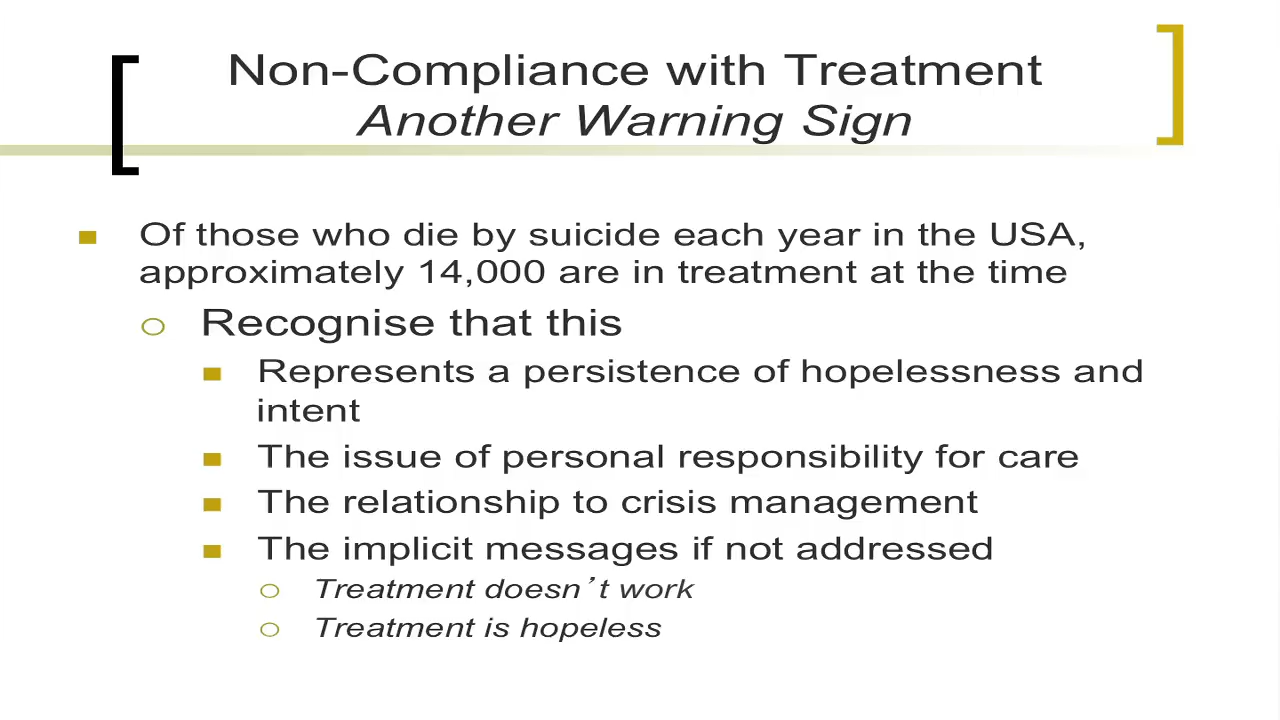 Non-Compliance with Treatment
Another Warning Sign
Of those who die by suicide each year in the USA,
approximately 14,000 are in treatment at the time
Recognise that this
Represents a persistence of hopelessness and
intent
The issue of personal responsibility for care
The relationship to crisis management
The implicit messages if not addressed
Treatment doesn’t work
Treatment is hopeless